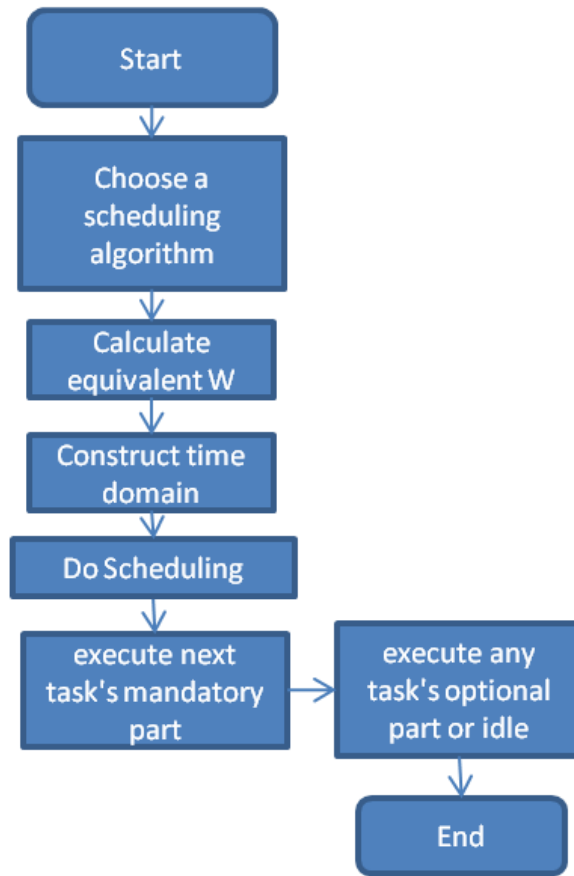 Start
Choose a
scheduling
algorithm
Calculate
equivalent W
Construct time
domain
Do Scheduling
execute next
task's mandatory
part
execute any
task's optional
part or idle
End